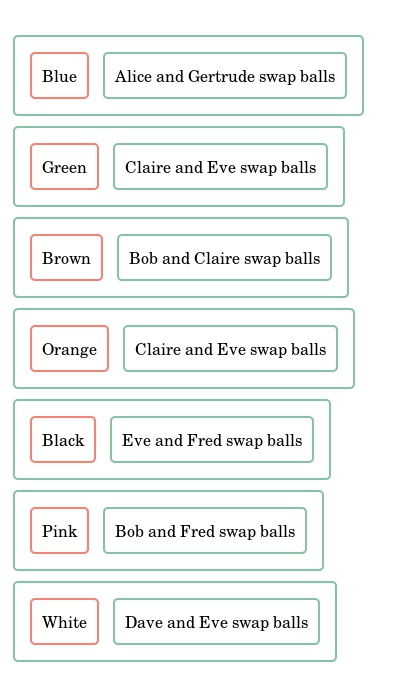 Blue Alice and Gertrude swap balls
Green Claire and Eve swap balls
Brown Bob and Claire swap balls
Orange Claire and Eve swap balls
Black Eve and Fred swap balls
Pink Bob and Fred swap balls
White Dave and Eve swap balls